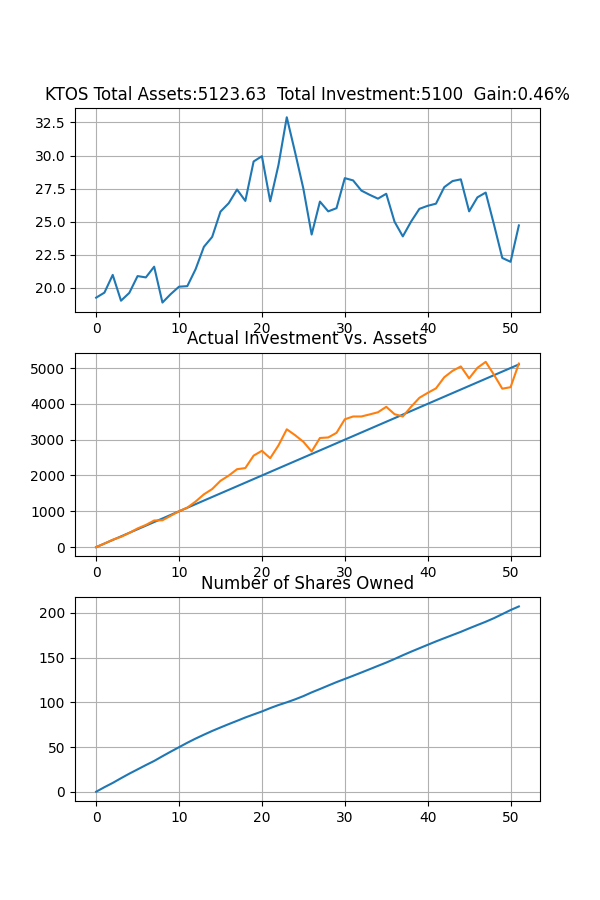 KTOS Total Assets:5123.63  Total Investment:5100  Gain:0.46%
32.5
30.0
27.5
25.0
22.5
20.0
0 10 20 30 40 50
Actual Investment vs. Assets
5000
4000
3000
2000
1000
0
0 10 20 30 40 50
Number of Shares Owned
200
150
100
50
0
0 10 20 30 40 50